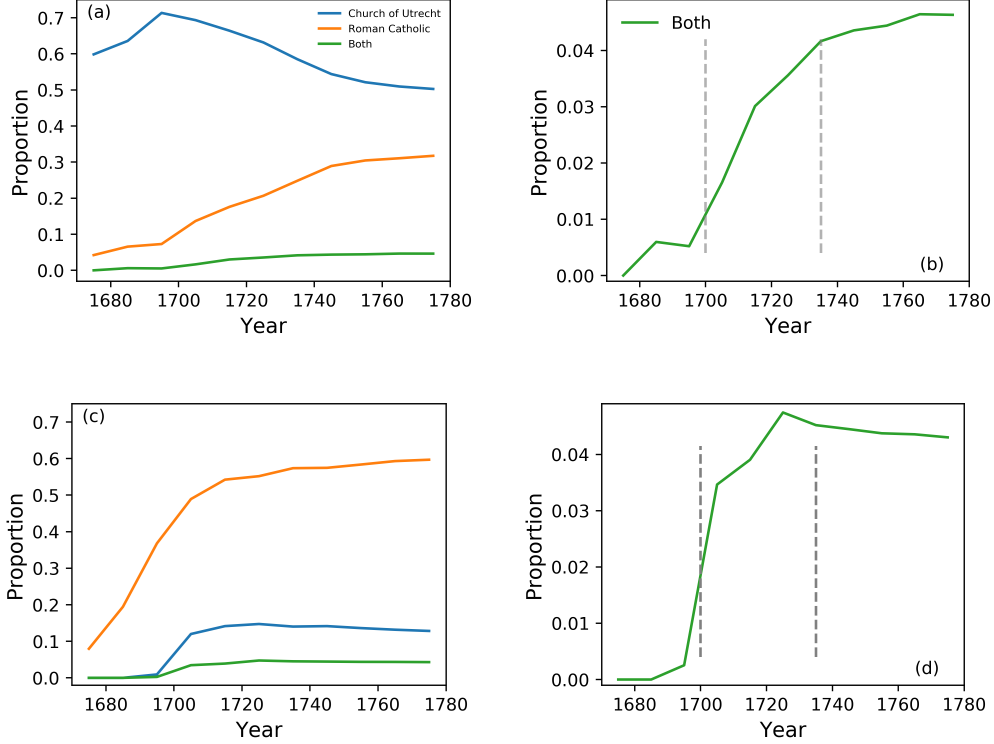 (a)
Church of Utrecht
Roman Catholic
Both
0.7
0.6
0.5
0.4
0.3
0.2
0.1
0.0
Proportion
1680 1700 1720 1740 1760 1780
Year
Both
0.04
0.03
0.02
0.01
0.00
Proportion
(b)
1680 1700 1720 1740 1760 1780
Year
(c)
0.7
0.6
0.5
0.4
0.3
0.2
0.1
0.0
Proportion
1680 1700 1720 1740 1760 1780
Year
0.04
0.03
0.02
0.01
0.00
Proportion
(d)
1680 1700 1720 1740 1760 1780
Year